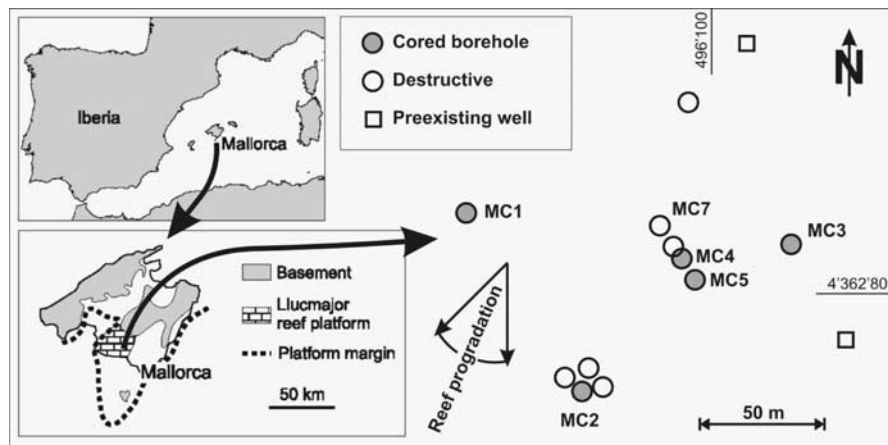 Iberia
Mallorca
Basement
Llucmajor
reef platform
Platform margin
Mallorca
50 km
Cored borehole
Destructive
Preexisting well
496'100
N
MC1
MC7
MC3
MC4
MC5
4'362'80
Reef progradation
MC2
50 m